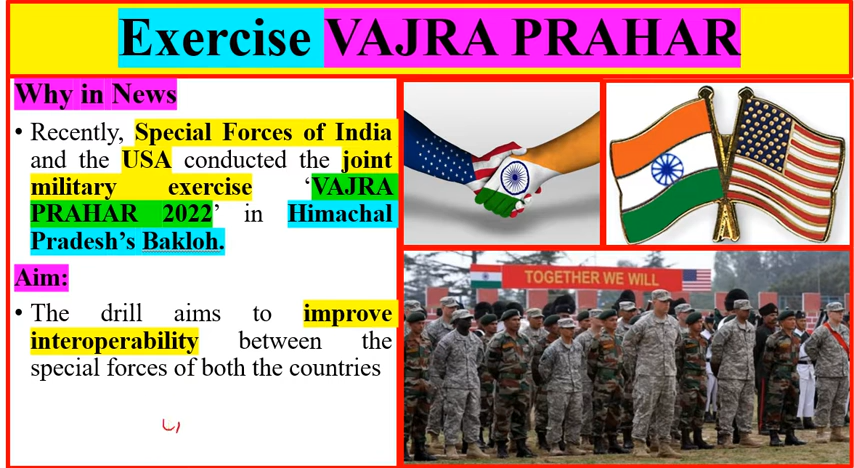 Exercise VAJRA PRAHAR
Why in News
• Recently, Special Forces of India
and the USA conducted the joint
military exercise ‘VAJRA
PRAHAR 2022’ in Himachal
Pradesh’s Bakloh.
Aim:
• The drill aims to improve
interoperability between the
special forces of both the countries
TOGETHER WE WILL